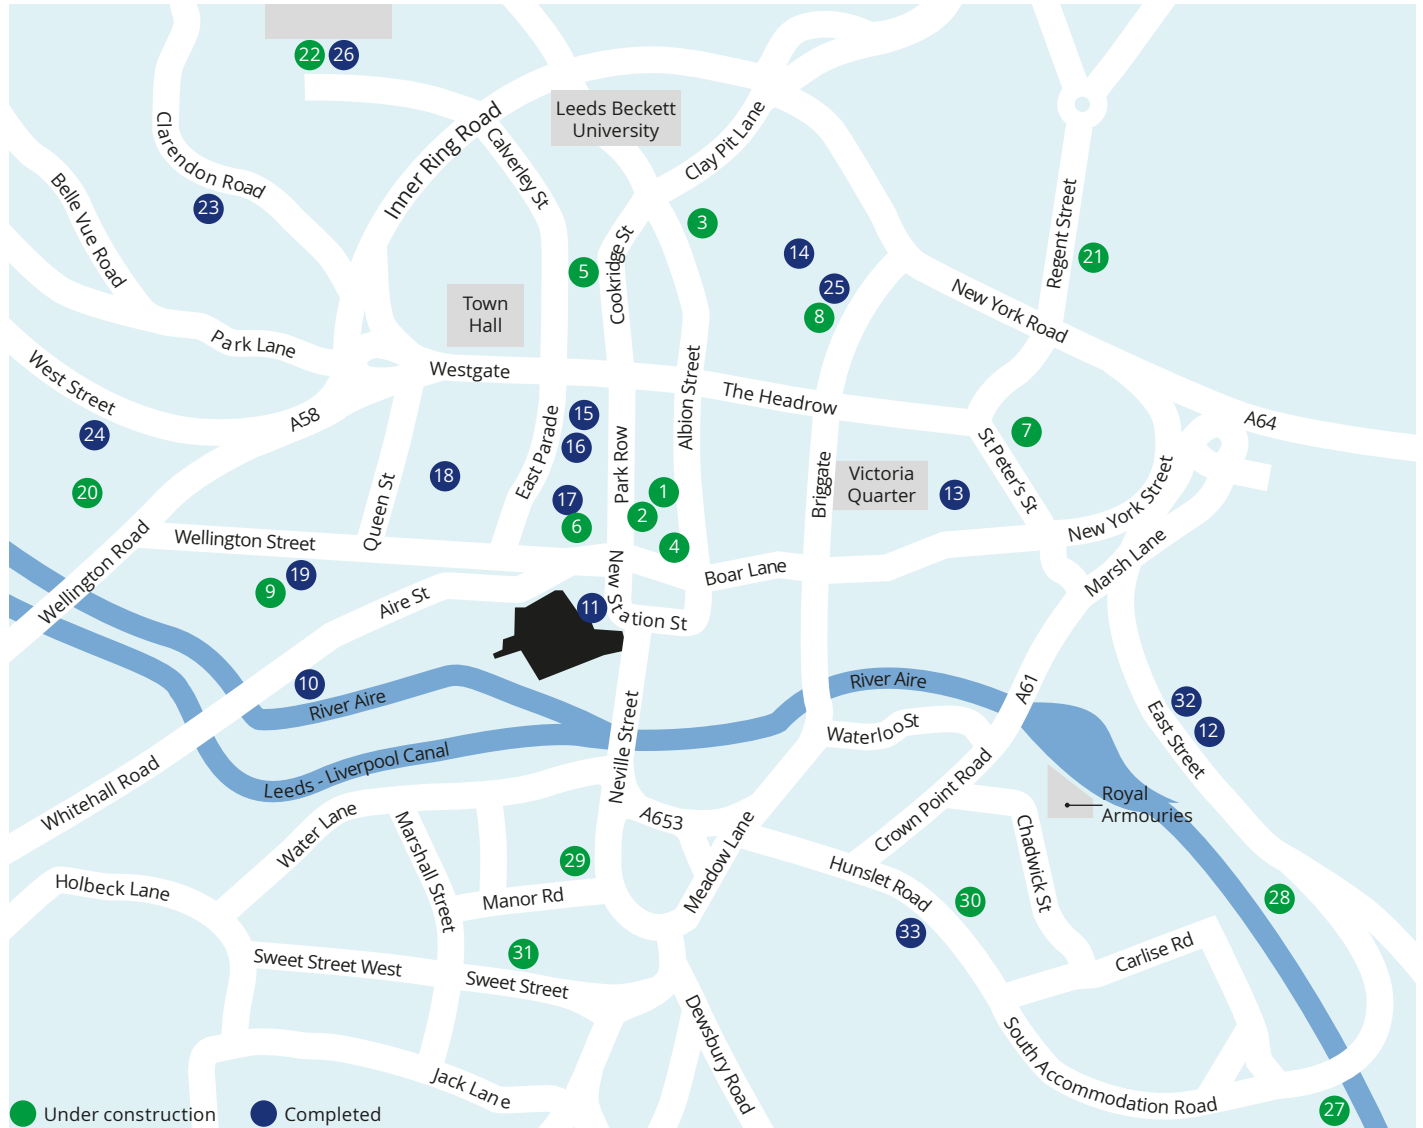 22
26
Leeds Beckett
University
Clay Pit Lane
Inner Ring Road
Calverley St
Clarendon Road
23
Belle Vue Road
3
Cookridge St
5
14
25
8
Regent Street
21
New York Road
Town
Hall
Park Lane
Westgate
West Street
A58
24
20
The Headrow
Albion Street
15
16
East Parade
Park Row
17
6
18
Queen St
1
2
4
Briggate
Victoria
Quarter
13
St Peter's St
7
A64
New York Street
Marsh Lane
Wellington Street
Wellington Road
19
9
Aire St
11
New Station St
Boar Lane
10
River Aire
River Aire
A61
Leeds - Liverpool Canal
Neville Street
Waterloo St
32
12
East Street
Whitehall Road
Water Lane
Marshall Street
A653
Meadow Lane
Crown Point Road
Royal
Armouries
Chadwick St
Hunslet Road
29
Manor Rd
Holbeck Lane
30
33
28
31
Sweet Street West
Sweet Street
Carlise Rd
Dewsbury Road
South Accommodation Road
Jack Lane
27
Under construction
Completed